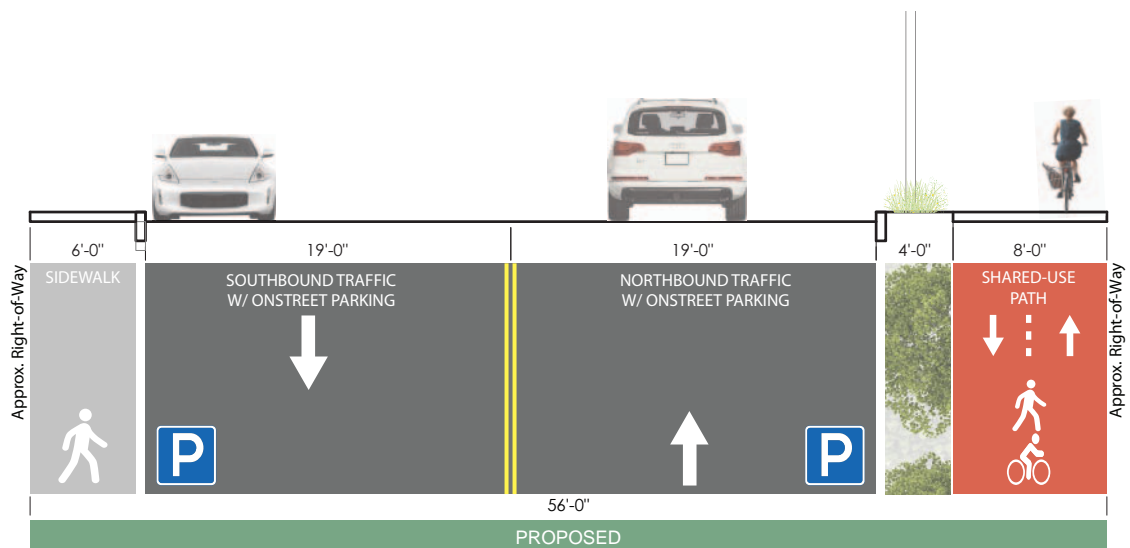 6'-0"
19'-0"
19'-0"
4'-0"
8'-0"
Approx. Right-of-Way
SIDEWALK
SOUTHBOUND TRAFFIC
W/ ONSTREET PARKING
NORTHBOUND TRAFFIC
W/ ONSTREET PARKING
SHARED-USE
PATH
Approx. Right-of-Way
P
P
56'-0"
PROPOSED